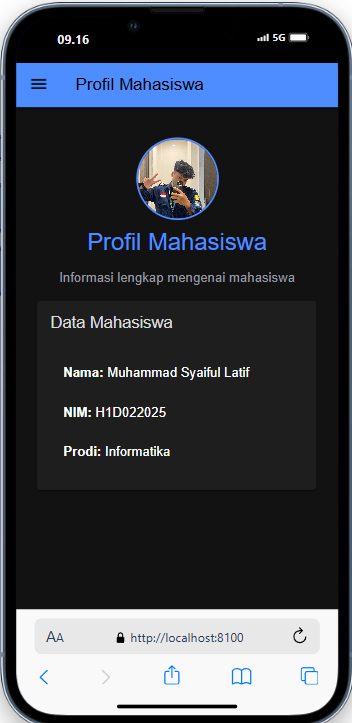 09.16 5G
Profil Mahasiswa
Profil Mahasiswa
Informasi lengkap mengenai mahasiswa
Data Mahasiswa
Nama: Muhammad Syaiful Latif
NIM: H1D022025
Prodi: Informatika
AA http://localhost:8100